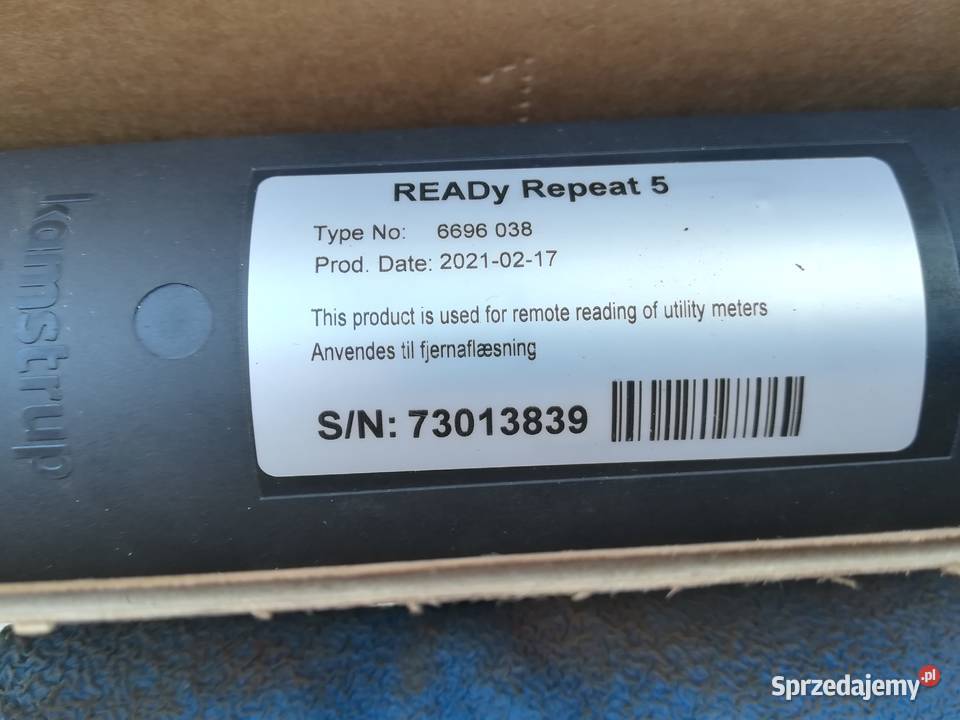 READy Repeat 5
Type No: 6696 038
Prod. Date: 2021-02-17
This product is used for remote reading of utility meters
Anvendes til fjernaflæsning
S/N: 73013839
kamstrup
Sprzedajemy.pl